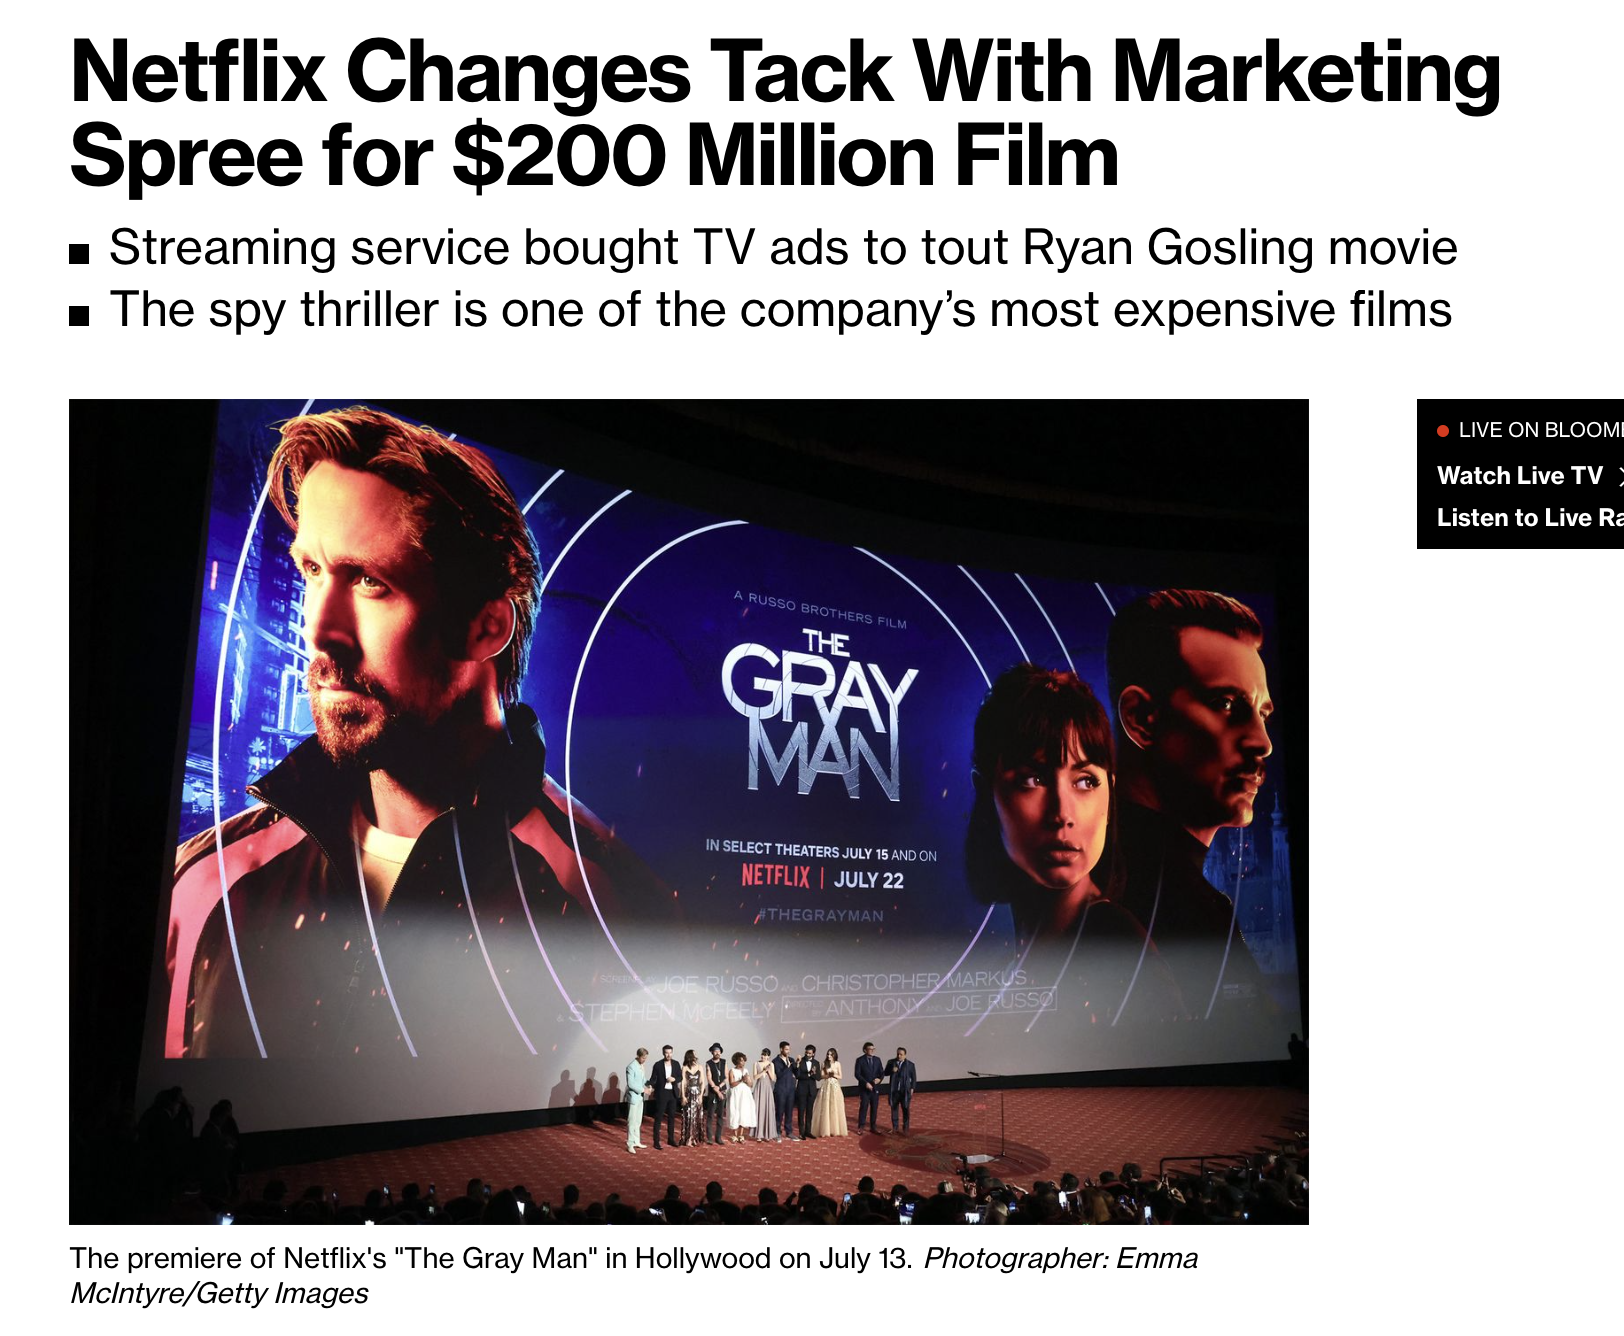 Netflix Changes Tack With Marketing
Spree for $200 Million Film
Streaming service bought TV ads to tout Ryan Gosling movie
The spy thriller is one of the company’s most expensive films
LIVE ON BLOOM
Watch Live TV
Listen to Live Ra
A RUSSO BROTHERS FILM
THE
GRAY
MAN
IN SELECT THEATERS JULY 15 AND ON
NETFLIX | JULY 22
#THEGRAYMAN
JOE RUSSO AND CHRISTOPHER MARKUS
& STEPHEN McFEELY DIRECTED BY ANTHONY AND JOE RUSSO
The premiere of Netflix's "The Gray Man" in Hollywood on July 13. Photographer: Emma
McIntyre/Getty Images